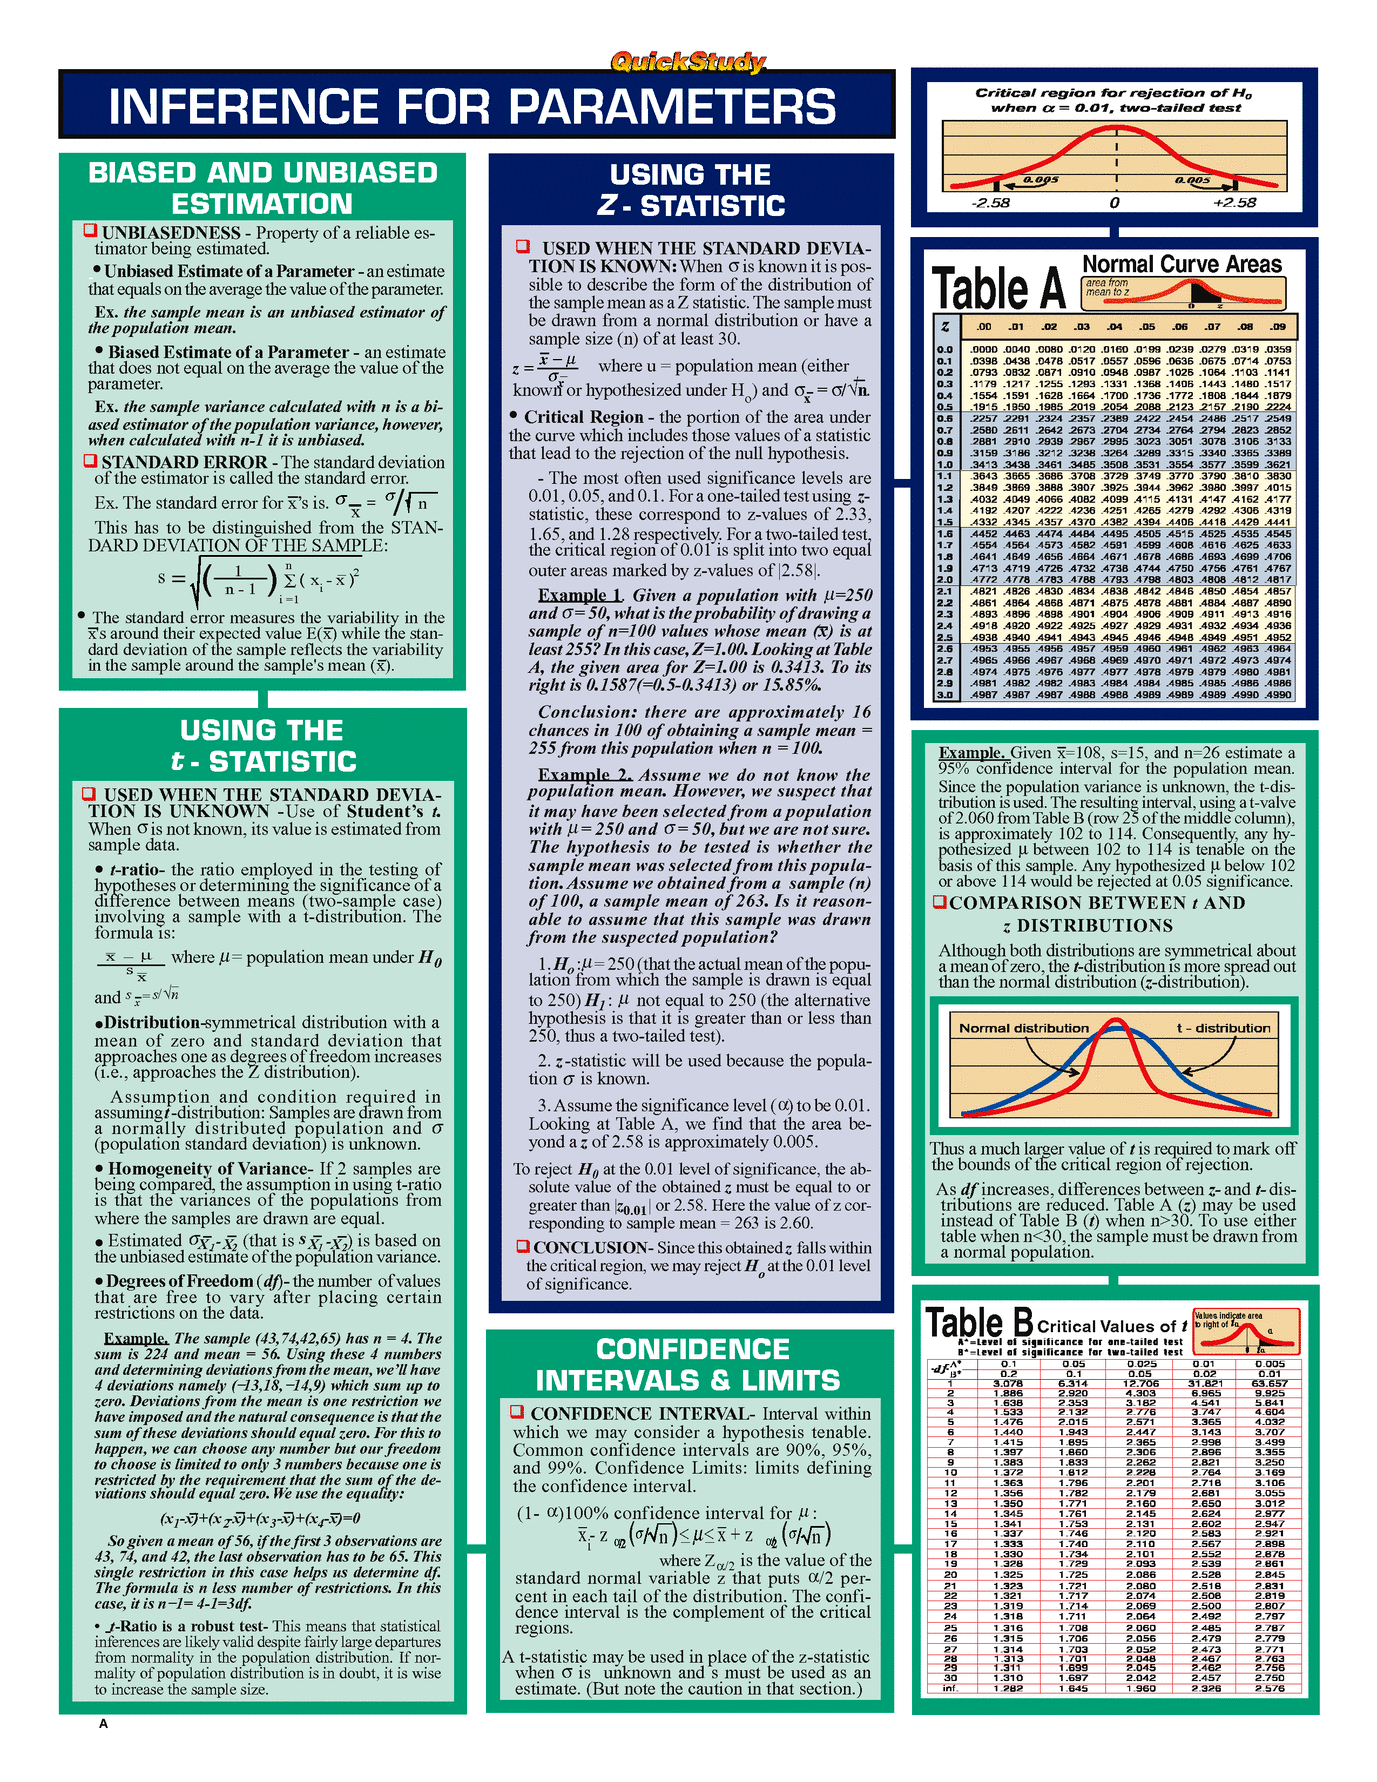 QuickStudy
INFERENCE FOR PARAMETERS
BIASED AND UNBIASED
ESTIMATION
❏ UNBIASEDNESS - Property of a reliable es-
timator being estimated.
• Unbiased Estimate of a Parameter - an estimate
that equals on the average the value of the parameter.
Ex. the sample mean is an unbiased estimator of
the population mean.
• Biased Estimate of a Parameter - an estimate
that does not equal on the average the value of the
parameter.
Ex. the sample variance calculated with n is a bi-
ased estimator of the population variance, however,
when calculated with n-1 it is unbiased.
❏ STANDARD ERROR - The standard deviation
of the estimator is called the standard error.
Ex. The standard error for x̄'s is. σ x̄ = σ/√n
This has to be distinguished from the STAN-
DARD DEVIATION OF THE SAMPLE:
s = √( 1 / n - 1 ) n Σ i=1 ( xi - x̄ )2
• The standard error measures the variability in the
x̄'s around their expected value E(x̄) while the stan-
dard deviation of the sample reflects the variability
in the sample around the sample's mean (x̄).
USING THE
t - STATISTIC
❏ USED WHEN THE STANDARD DEVIA-
TION IS UNKNOWN -Use of Student's t.
When σ is not known, its value is estimated from
sample data.
• t-ratio- the ratio employed in the testing of
hypotheses or determining the significance of a
difference between means (two-sample case)
involving a sample with a t-distribution. The
formula is:
x̄ – μ / s x̄ where μ = population mean under H0
and s x̄ = s/√n
•Distribution-symmetrical distribution with a
mean of zero and standard deviation that
approaches one as degrees of freedom increases
(i.e., approaches the Z distribution).
Assumption and condition required in
assuming t-distribution: Samples are drawn from
a normally distributed population and σ
(population standard deviation) is unknown.
• Homogeneity of Variance- If 2 samples are
being compared, the assumption in using t-ratio
is that the variances of the populations from
where the samples are drawn are equal.
• Estimated σX̄1-X̄2 (that is sX̄1-X̄2) is based on
the unbiased estimate of the population variance.
• Degrees of Freedom (df)- the number of values
that are free to vary after placing certain
restrictions on the data.
Example. The sample (43,74,42,65) has n = 4. The
sum is 224 and mean = 56. Using these 4 numbers
and determining deviations from the mean, we'll have
4 deviations namely (–13,18, –14,9) which sum up to
zero. Deviations from the mean is one restriction we
have imposed and the natural consequence is that the
sum of these deviations should equal zero. For this to
happen, we can choose any number but our freedom
to choose is limited to only 3 numbers because one is
restricted by the requirement that the sum of the de-
viations should equal zero. We use the equality:
(x1-x̄)+(x2-x̄)+(x3-x̄)+(x4-x̄)=0
So given a mean of 56, if the first 3 observations are
43, 74, and 42, the last observation has to be 65. This
single restriction in this case helps us determine df.
The formula is n less number of restrictions. In this
case, it is n–1= 4-1=3df.
• t-Ratio is a robust test- This means that statistical
inferences are likely valid despite fairly large departures
from normality in the population distribution. If nor-
mality of population distribution is in doubt, it is wise
to increase the sample size.
A
USING THE
Z - STATISTIC
❏ USED WHEN THE STANDARD DEVIA-
TION IS KNOWN: When σ is known it is pos-
sible to describe the form of the distribution of
the sample mean as a Z statistic. The sample must
be drawn from a normal distribution or have a
sample size (n) of at least 30.
z = x̄ – μ / σx̄ where u = population mean (either
known or hypothesized under Ho) and σx̄ = σ/√n.
• Critical Region - the portion of the area under
the curve which includes those values of a statistic
that lead to the rejection of the null hypothesis.
- The most often used significance levels are
0.01, 0.05, and 0.1. For a one-tailed test using z-
statistic, these correspond to z-values of 2.33,
1.65, and 1.28 respectively. For a two-tailed test,
the critical region of 0.01 is split into two equal
outer areas marked by z-values of |2.58|.
Example 1. Given a population with μ=250
and σ= 50, what is the probability of drawing a
sample of n=100 values whose mean (x̄) is at
least 255? In this case, Z=1.00. Looking at Table
A, the given area for Z=1.00 is 0.3413. To its
right is 0.1587(=0.5-0.3413) or 15.85%.
Conclusion: there are approximately 16
chances in 100 of obtaining a sample mean =
255 from this population when n = 100.
Example 2. Assume we do not know the
population mean. However, we suspect that
it may have been selected from a population
with μ= 250 and σ= 50, but we are not sure.
The hypothesis to be tested is whether the
sample mean was selected from this popula-
tion. Assume we obtained from a sample (n)
of 100, a sample mean of 263. Is it reason-
able to assume that this sample was drawn
from the suspected population?
1. Ho:μ= 250 (that the actual mean of the popu-
lation from which the sample is drawn is equal
to 250) H1: μ not equal to 250 (the alternative
hypothesis is that it is greater than or less than
250, thus a two-tailed test).
2. z-statistic will be used because the popula-
tion σ is known.
3. Assume the significance level (α) to be 0.01.
Looking at Table A, we find that the area be-
yond a z of 2.58 is approximately 0.005.
To reject H0 at the 0.01 level of significance, the ab-
solute value of the obtained z must be equal to or
greater than |z0.01| or 2.58. Here the value of z cor-
responding to sample mean = 263 is 2.60.
❏ CONCLUSION- Since this obtained z falls within
the critical region, we may reject Ho at the 0.01 level
of significance.
CONFIDENCE
INTERVALS & LIMITS
❏ CONFIDENCE INTERVAL- Interval within
which we may consider a hypothesis tenable.
Common confidence intervals are 90%, 95%,
and 99%. Confidence Limits: limits defining
the confidence interval.
(1- α)100% confidence interval for μ:
x̄i- z α/2 (σ/√n) ≤ μ ≤ x̄ + z α/2 (σ/√n)
where Zα/2 is the value of the
standard normal variable z that puts α/2 per-
cent in each tail of the distribution. The confi-
dence interval is the complement of the critical
regions.
A t-statistic may be used in place of the z-statistic
when σ is unknown and s must be used as an
estimate. (But note the caution in that section.)
Critical region for rejection of Ho
when α = 0.01, two-tailed test
0.005 0.005
-2.58 0 +2.58
Table A Normal Curve Areas
area from
mean to z
0 z
z .00 .01 .02 .03 .04 .05 .06 .07 .08 .09
0.0 .0000 .0040 .0080 .0120 .0160 .0199 .0239 .0279 .0319 .0359
0.1 .0398 .0438 .0478 .0517 .0557 .0596 .0636 .0675 .0714 .0753
0.2 .0793 .0832 .0871 .0910 .0948 .0987 .1026 .1064 .1103 .1141
0.3 .1179 .1217 .1255 .1293 .1331 .1368 .1406 .1443 .1480 .1517
0.4 .1554 .1591 .1628 .1664 .1700 .1736 .1772 .1808 .1844 .1879
0.5 .1915 .1950 .1985 .2019 .2054 .2088 .2123 .2157 .2190 .2224
0.6 .2257 .2291 .2324 .2357 .2389 .2422 .2454 .2486 .2517 .2549
0.7 .2580 .2611 .2642 .2673 .2704 .2734 .2764 .2794 .2823 .2852
0.8 .2881 .2910 .2939 .2967 .2995 .3023 .3051 .3078 .3106 .3133
0.9 .3159 .3186 .3212 .3238 .3264 .3289 .3315 .3340 .3365 .3389
1.0 .3413 .3438 .3461 .3485 .3508 .3531 .3554 .3577 .3599 .3621
1.1 .3643 .3665 .3686 .3708 .3729 .3749 .3770 .3790 .3810 .3830
1.2 .3849 .3869 .3888 .3907 .3925 .3944 .3962 .3980 .3997 .4015
1.3 .4032 .4049 .4066 .4082 .4099 .4115 .4131 .4147 .4162 .4177
1.4 .4192 .4207 .4222 .4236 .4251 .4265 .4279 .4292 .4306 .4319
1.5 .4332 .4345 .4357 .4370 .4382 .4394 .4406 .4418 .4429 .4441
1.6 .4452 .4463 .4474 .4484 .4495 .4505 .4515 .4525 .4535 .4545
1.7 .4554 .4564 .4573 .4582 .4591 .4599 .4608 .4616 .4625 .4633
1.8 .4641 .4649 .4656 .4664 .4671 .4678 .4686 .4693 .4699 .4706
1.9 .4713 .4719 .4726 .4732 .4738 .4744 .4750 .4756 .4761 .4767
2.0 .4772 .4778 .4783 .4788 .4793 .4798 .4803 .4808 .4812 .4817
2.1 .4821 .4826 .4830 .4834 .4838 .4842 .4846 .4850 .4854 .4857
2.2 .4861 .4864 .4868 .4871 .4875 .4878 .4881 .4884 .4887 .4890
2.3 .4893 .4896 .4898 .4901 .4904 .4906 .4909 .4911 .4913 .4916
2.4 .4918 .4920 .4922 .4925 .4927 .4929 .4931 .4932 .4934 .4936
2.5 .4938 .4940 .4941 .4943 .4945 .4946 .4948 .4949 .4951 .4952
2.6 .4953 .4955 .4956 .4957 .4959 .4960 .4961 .4962 .4963 .4964
2.7 .4965 .4966 .4967 .4968 .4969 .4970 .4971 .4972 .4973 .4974
2.8 .4974 .4975 .4976 .4977 .4977 .4978 .4979 .4979 .4980 .4981
2.9 .4981 .4982 .4982 .4983 .4984 .4984 .4985 .4985 .4986 .4986
3.0 .4987 .4987 .4987 .4988 .4988 .4989 .4989 .4989 .4990 .4990
Example. Given x̄=108, s=15, and n=26 estimate a
95% confidence interval for the population mean.
Since the population variance is unknown, the t-dis-
tribution is used. The resulting interval, using a t-value
of 2.060 from Table B (row 25 of the middle column),
is approximately 102 to 114. Consequently, any hy-
pothesized μ between 102 to 114 is tenable on the
basis of this sample. Any hypothesized μ below 102
or above 114 would be rejected at 0.05 significance.
❏ COMPARISON BETWEEN t AND
z DISTRIBUTIONS
Although both distributions are symmetrical about
a mean of zero, the t-distribution is more spread out
than the normal distribution (z-distribution).
Normal distribution t - distribution
Thus a much larger value of t is required to mark off
the bounds of the critical region of rejection.
As df increases, differences between z- and t- dis-
tributions are reduced. Table A (z) may be used
instead of Table B (t) when n>30. To use either
table when n<30, the sample must be drawn from
a normal population.
Table B Critical Values of t
Values indicate area
to right of tα
α
0 tα
A*=Level of significance for one-tailed test
B*=Level of significance for two-tailed test
df A* 0.1 0.05 0.025 0.01 0.005
B* 0.2 0.1 0.05 0.02 0.01
1 3.078 6.314 12.706 31.821 63.657
2 1.886 2.920 4.303 6.965 9.925
3 1.638 2.353 3.182 4.541 5.841
4 1.533 2.132 2.776 3.747 4.604
5 1.476 2.015 2.571 3.365 4.032
6 1.440 1.943 2.447 3.143 3.707
7 1.415 1.895 2.365 2.998 3.499
8 1.397 1.860 2.306 2.896 3.355
9 1.383 1.833 2.262 2.821 3.250
10 1.372 1.812 2.228 2.764 3.169
11 1.363 1.796 2.201 2.718 3.106
12 1.356 1.782 2.179 2.681 3.055
13 1.350 1.771 2.160 2.650 3.012
14 1.345 1.761 2.145 2.624 2.977
15 1.341 1.753 2.131 2.602 2.947
16 1.337 1.746 2.120 2.583 2.921
17 1.333 1.740 2.110 2.567 2.898
18 1.330 1.734 2.101 2.552 2.878
19 1.328 1.729 2.093 2.539 2.861
20 1.325 1.725 2.086 2.528 2.845
21 1.323 1.721 2.080 2.518 2.831
22 1.321 1.717 2.074 2.508 2.819
23 1.319 1.714 2.069 2.500 2.807
24 1.318 1.711 2.064 2.492 2.797
25 1.316 1.708 2.060 2.485 2.787
26 1.315 1.706 2.056 2.479 2.779
27 1.314 1.703 2.052 2.473 2.771
28 1.313 1.701 2.048 2.467 2.763
29 1.311 1.699 2.045 2.462 2.756
30 1.310 1.697 2.042 2.457 2.750
inf. 1.282 1.645 1.960 2.326 2.576